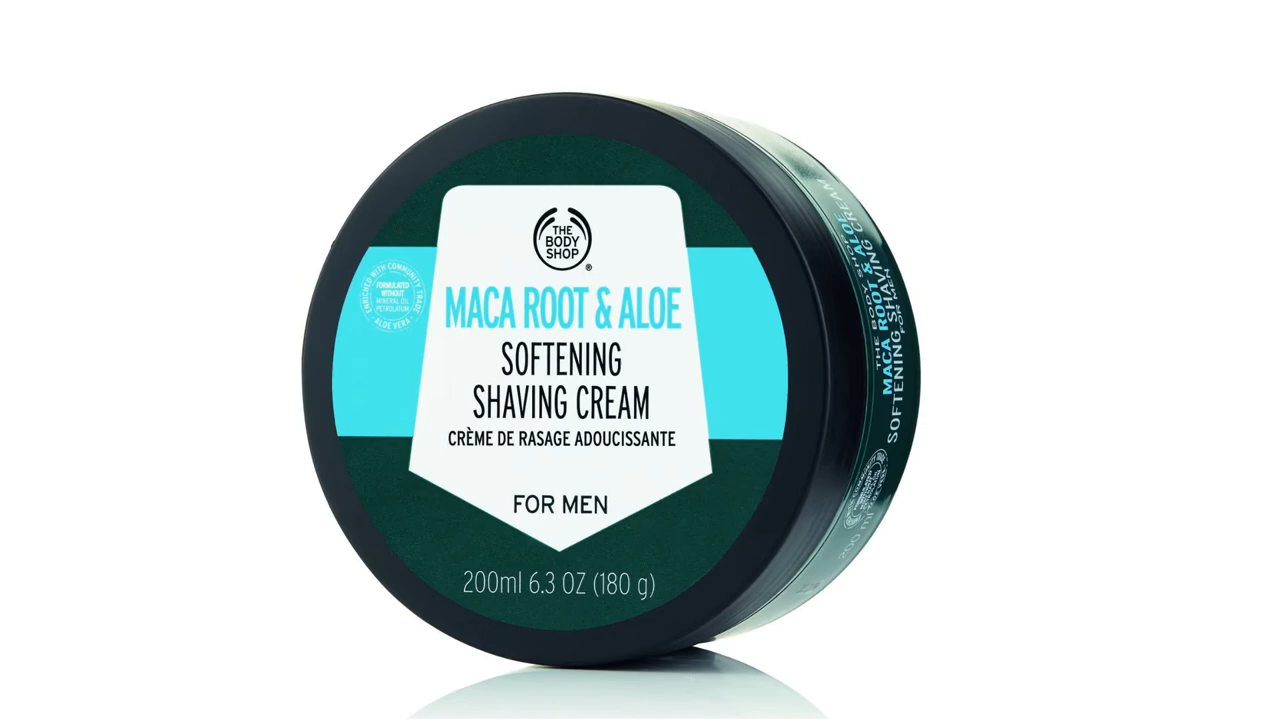 THE
BODY
SHOP
®
MACA ROOT & ALOE
SOFTENING
SHAVING CREAM
CRÈME DE RASAGE ADOUCISSANTE
FOR MEN
200ml 6.3 OZ (180 g)
ENRICHED WITH COMMUNITY TRADE
FORMULATED
WITHOUT
MINERAL OIL
PETROLATUM
• ALOE VERA •
THE BODY SHOP
MACA ROOT & ALOE
SOFTENING SHAVING CREAM
FOR MEN
200 ml